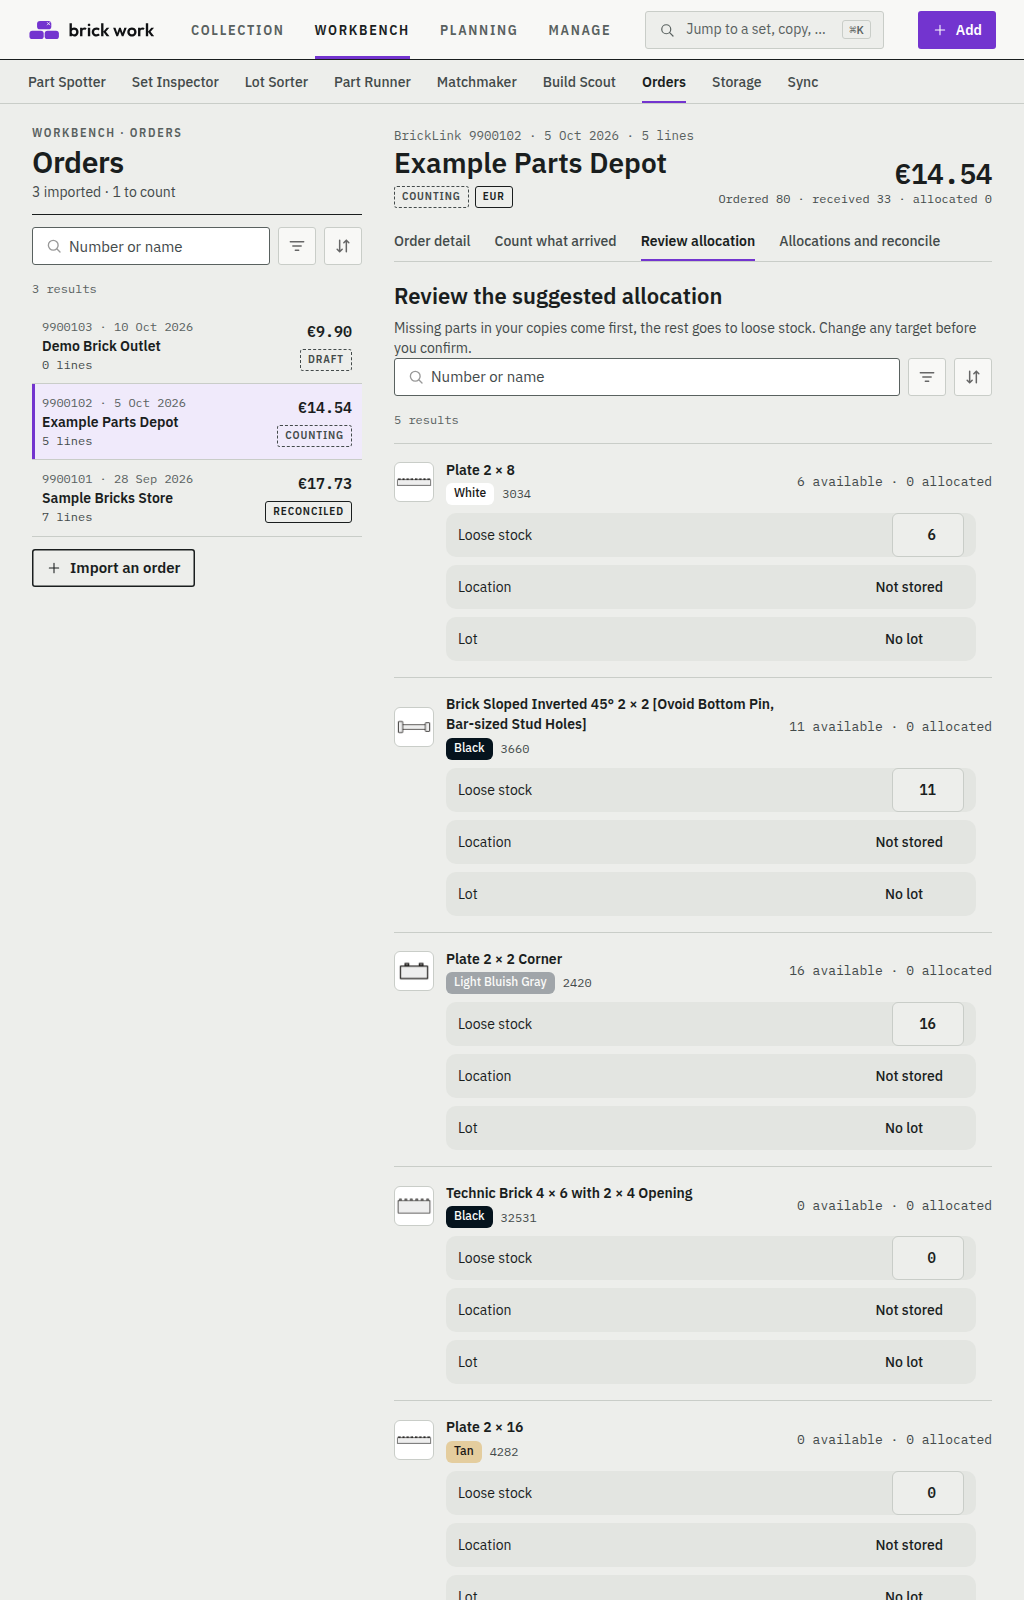 brick work
COLLECTION
WORKBENCH
PLANNING
MANAGE
Jump to a set, copy, ...
⌘K
Add
Part Spotter
Set Inspector
Lot Sorter
Part Runner
Matchmaker
Build Scout
Orders
Storage
Sync
WORKBENCH · ORDERS
Orders
3 imported · 1 to count
Number or name
3 results
9900103 · 10 Oct 2026
Demo Brick Outlet
0 lines
€9.90
DRAFT
9900102 · 5 Oct 2026
Example Parts Depot
5 lines
€14.54
COUNTING
9900101 · 28 Sep 2026
Sample Bricks Store
7 lines
€17.73
RECONCILED
Import an order
BrickLink 9900102 · 5 Oct 2026 · 5 lines
Example Parts Depot
COUNTING
EUR
€14.54
Ordered 80 · received 33 · allocated 0
Order detail
Count what arrived
Review allocation
Allocations and reconcile
Review the suggested allocation
Missing parts in your copies come first, the rest goes to loose stock. Change any target before
you confirm.
Number or name
5 results
Plate 2 × 8
White 3034
6 available · 0 allocated
Loose stock 6
Location Not stored
Lot No lot
Brick Sloped Inverted 45° 2 × 2 [Ovoid Bottom Pin,
Bar-sized Stud Holes]
Black 3660
11 available · 0 allocated
Loose stock 11
Location Not stored
Lot No lot
Plate 2 × 2 Corner
Light Bluish Gray 2420
16 available · 0 allocated
Loose stock 16
Location Not stored
Lot No lot
Technic Brick 4 × 6 with 2 × 4 Opening
Black 32531
0 available · 0 allocated
Loose stock 0
Location Not stored
Lot No lot
Plate 2 × 16
Tan 4282
0 available · 0 allocated
Loose stock 0
Location Not stored
Lot No lot